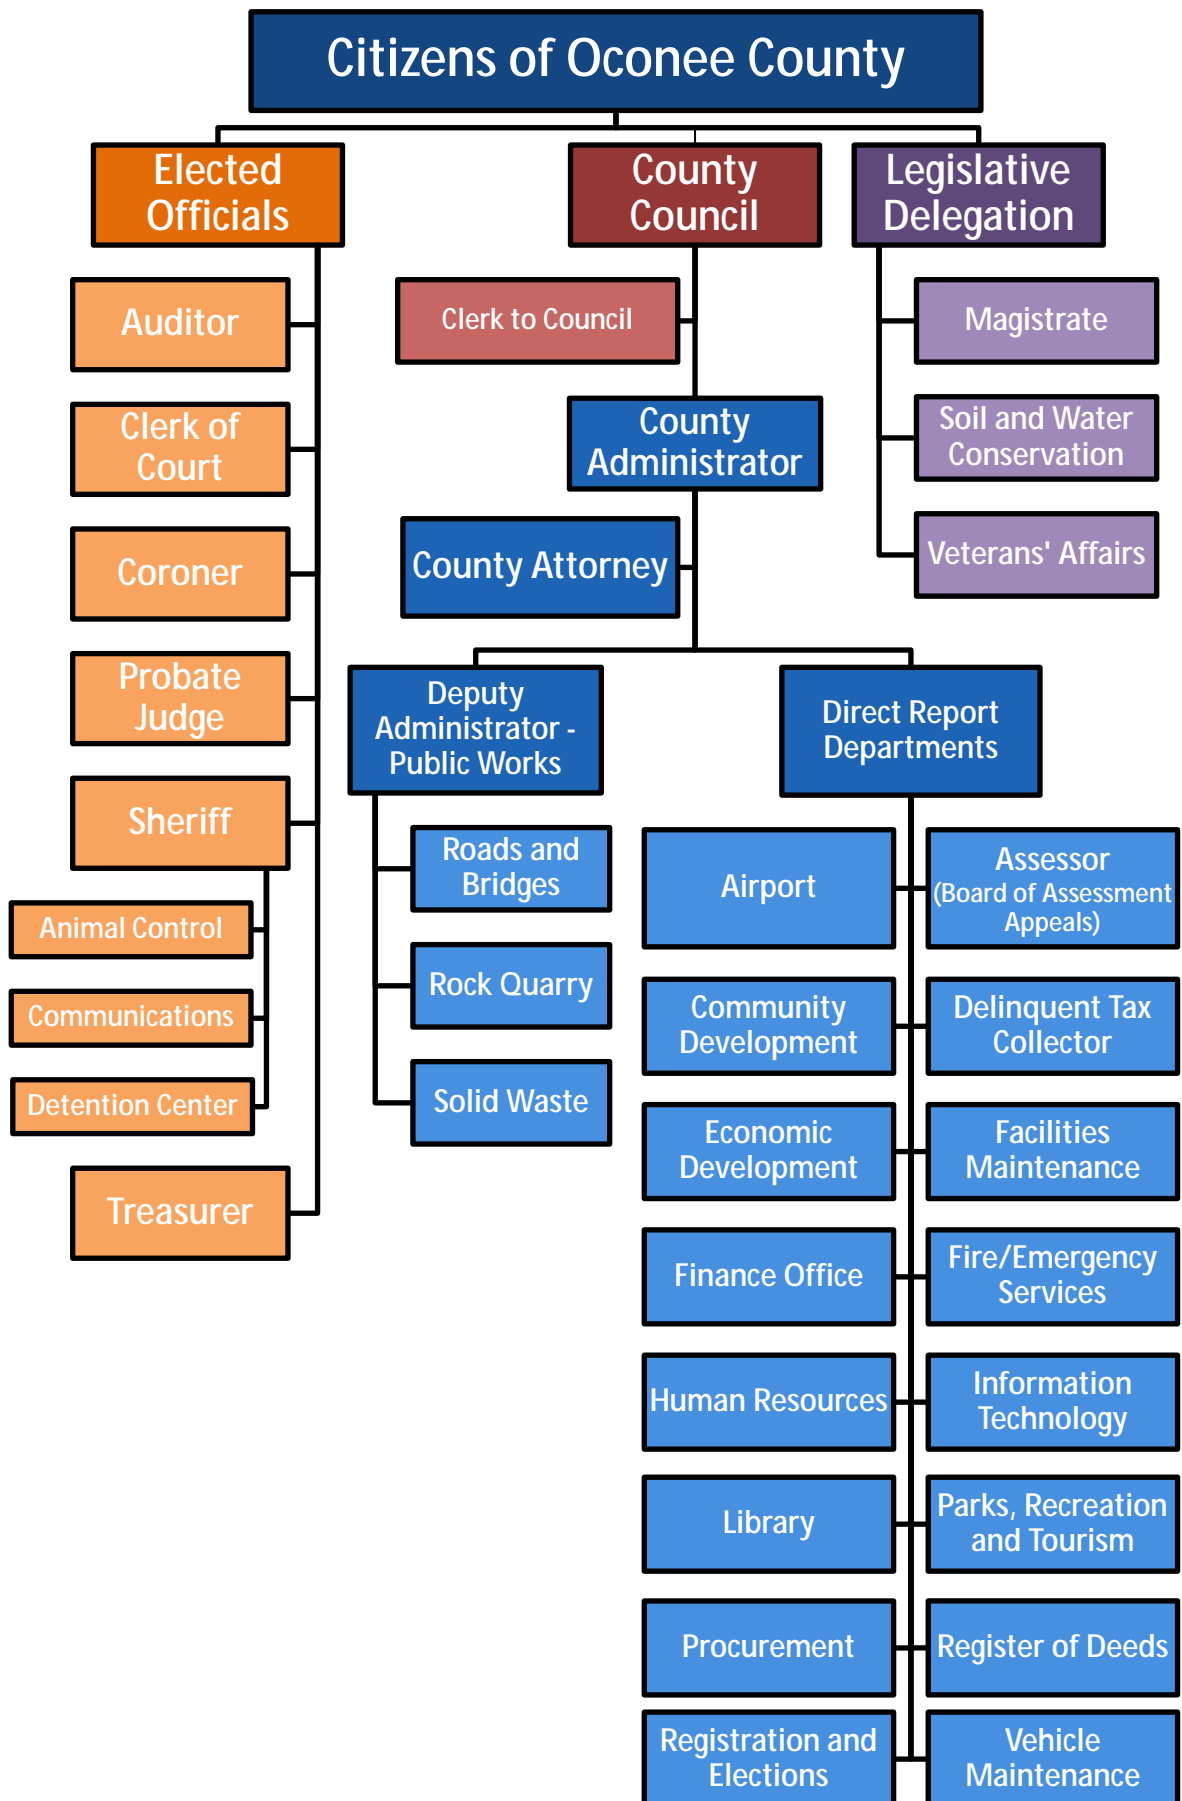 Citizens of Oconee County
Elected
Officials
County
Council
Legislative
Delegation
Auditor
Clerk of
Court
Coroner
Probate
Judge
Sheriff
Animal Control
Communications
Detention Center
Treasurer
Clerk to Council
County
Administrator
County Attorney
Deputy
Administrator -
Public Works
Roads and
Bridges
Rock Quarry
Solid Waste
Direct Report
Departments
Airport
Assessor
(Board of Assessment
Appeals)
Community
Development
Delinquent Tax
Collector
Economic
Development
Facilities
Maintenance
Finance Office
Fire/Emergency
Services
Human Resources
Information
Technology
Library
Parks, Recreation
and Tourism
Procurement
Register of Deeds
Registration and
Elections
Vehicle
Maintenance
Magistrate
Soil and Water
Conservation
Veterans' Affairs